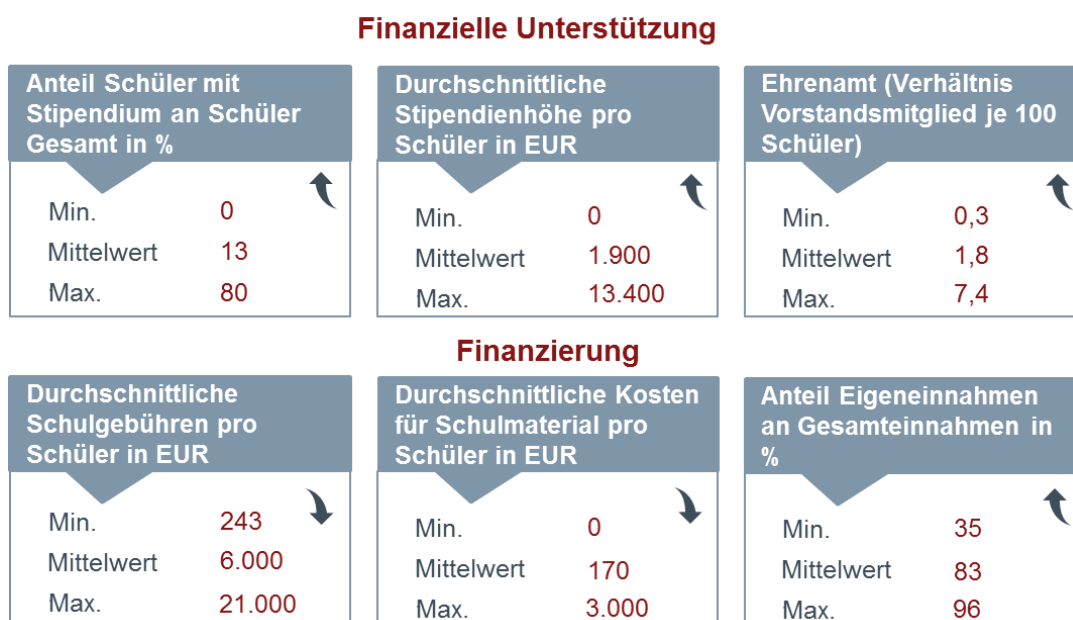 Finanzielle Unterstützung
Anteil Schüler mit
Stipendium an Schüler
Gesamt in %
Min. 0
Mittelwert 13
Max. 80
Durchschnittliche
Stipendienhöhe pro
Schüler in EUR
Min. 0
Mittelwert 1.900
Max. 13.400
Ehrenamt (Verhältnis
Vorstandsmitglied je 100
Schüler)
Min. 0,3
Mittelwert 1,8
Max. 7,4
Finanzierung
Durchschnittliche
Schulgebühren pro
Schüler in EUR
Min. 243
Mittelwert 6.000
Max. 21.000
Durchschnittliche Kosten
für Schulmaterial pro
Schüler in EUR
Min. 0
Mittelwert 170
Max. 3.000
Anteil Eigeneinnahmen
an Gesamteinnahmen in
%
Min. 35
Mittelwert 83
Max. 96